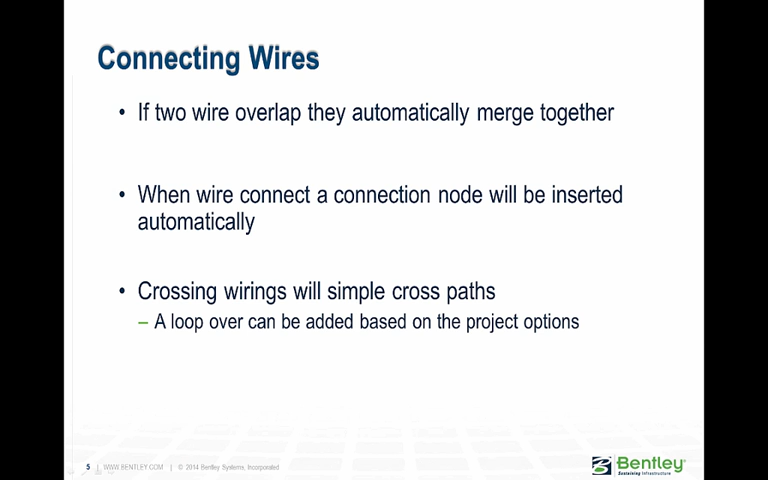 Connecting Wires
• If two wire overlap they automatically merge together
• When wire connect a connection node will be inserted
automatically
• Crossing wirings will simple cross paths
– A loop over can be added based on the project options
5 | WWW.BENTLEY.COM | © 2014 Bentley Systems, Incorporated
Bentley
Sustaining Infrastructure